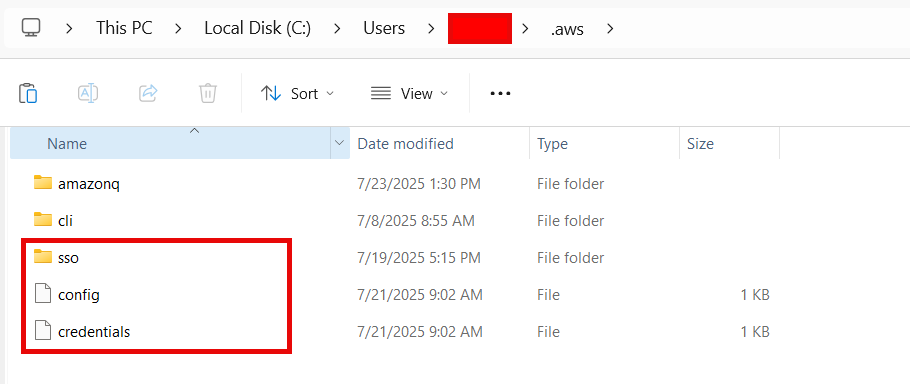 This PC Local Disk (C:) Users .aws
Sort View
Name Date modified Type Size
amazonq 7/23/2025 1:30 PM File folder
cli 7/8/2025 8:55 AM File folder
sso 7/19/2025 5:15 PM File folder
config 7/21/2025 9:02 AM File 1 KB
credentials 7/21/2025 9:02 AM File 1 KB